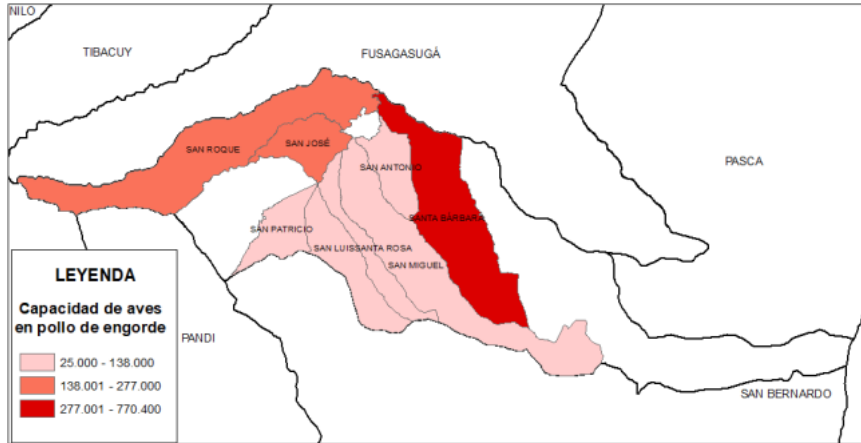 NILO
TIBACUY
FUSAGASUGÁ
PASCA
SAN ROQUE
SAN JOSÉ
SAN ANTONIO
SANTA BÁRBARA
SAN PATRICIO
SAN LUIS
SANTA ROSA
SAN MIGUEL
PANDI
SAN BERNARDO
LEYENDA
Capacidad de aves
en pollo de engorde
25.000 - 138.000
138.001 - 277.000
277.001 - 770.400